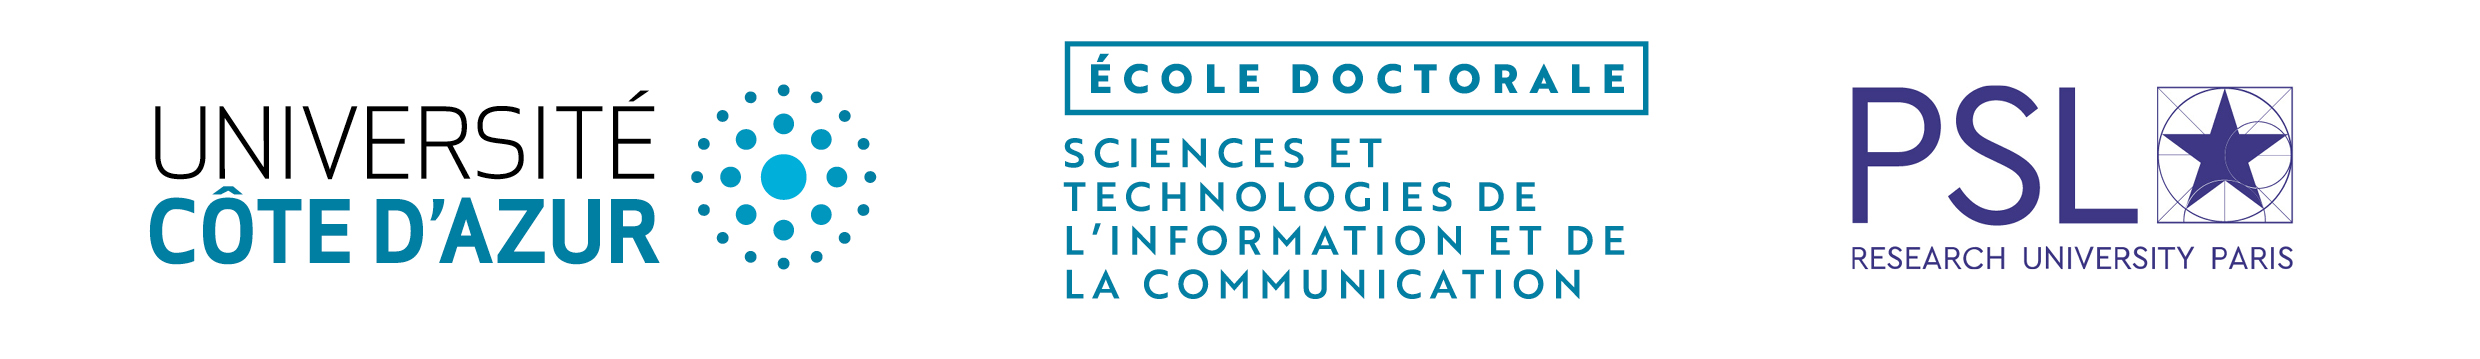 UNIVERSITÉ
CÔTE D'AZUR
ÉCOLE DOCTORALE
SCIENCES ET
TECHNOLOGIES DE
L'INFORMATION ET DE
LA COMMUNICATION
PSL
RESEARCH UNIVERSITY PARIS